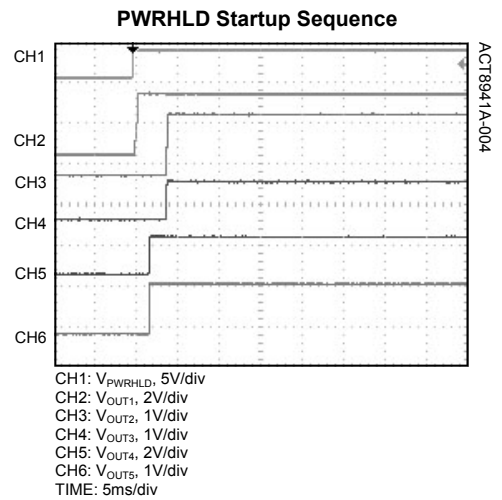 PWRHLD Startup Sequence
CH1
CH2
CH3
CH4
CH5
CH6
ACT8941A-004
CH1: VPWRHLD, 5V/div
CH2: VOUT1, 2V/div
CH3: VOUT2, 1V/div
CH4: VOUT3, 1V/div
CH5: VOUT4, 2V/div
CH6: VOUT5, 1V/div
TIME: 5ms/div